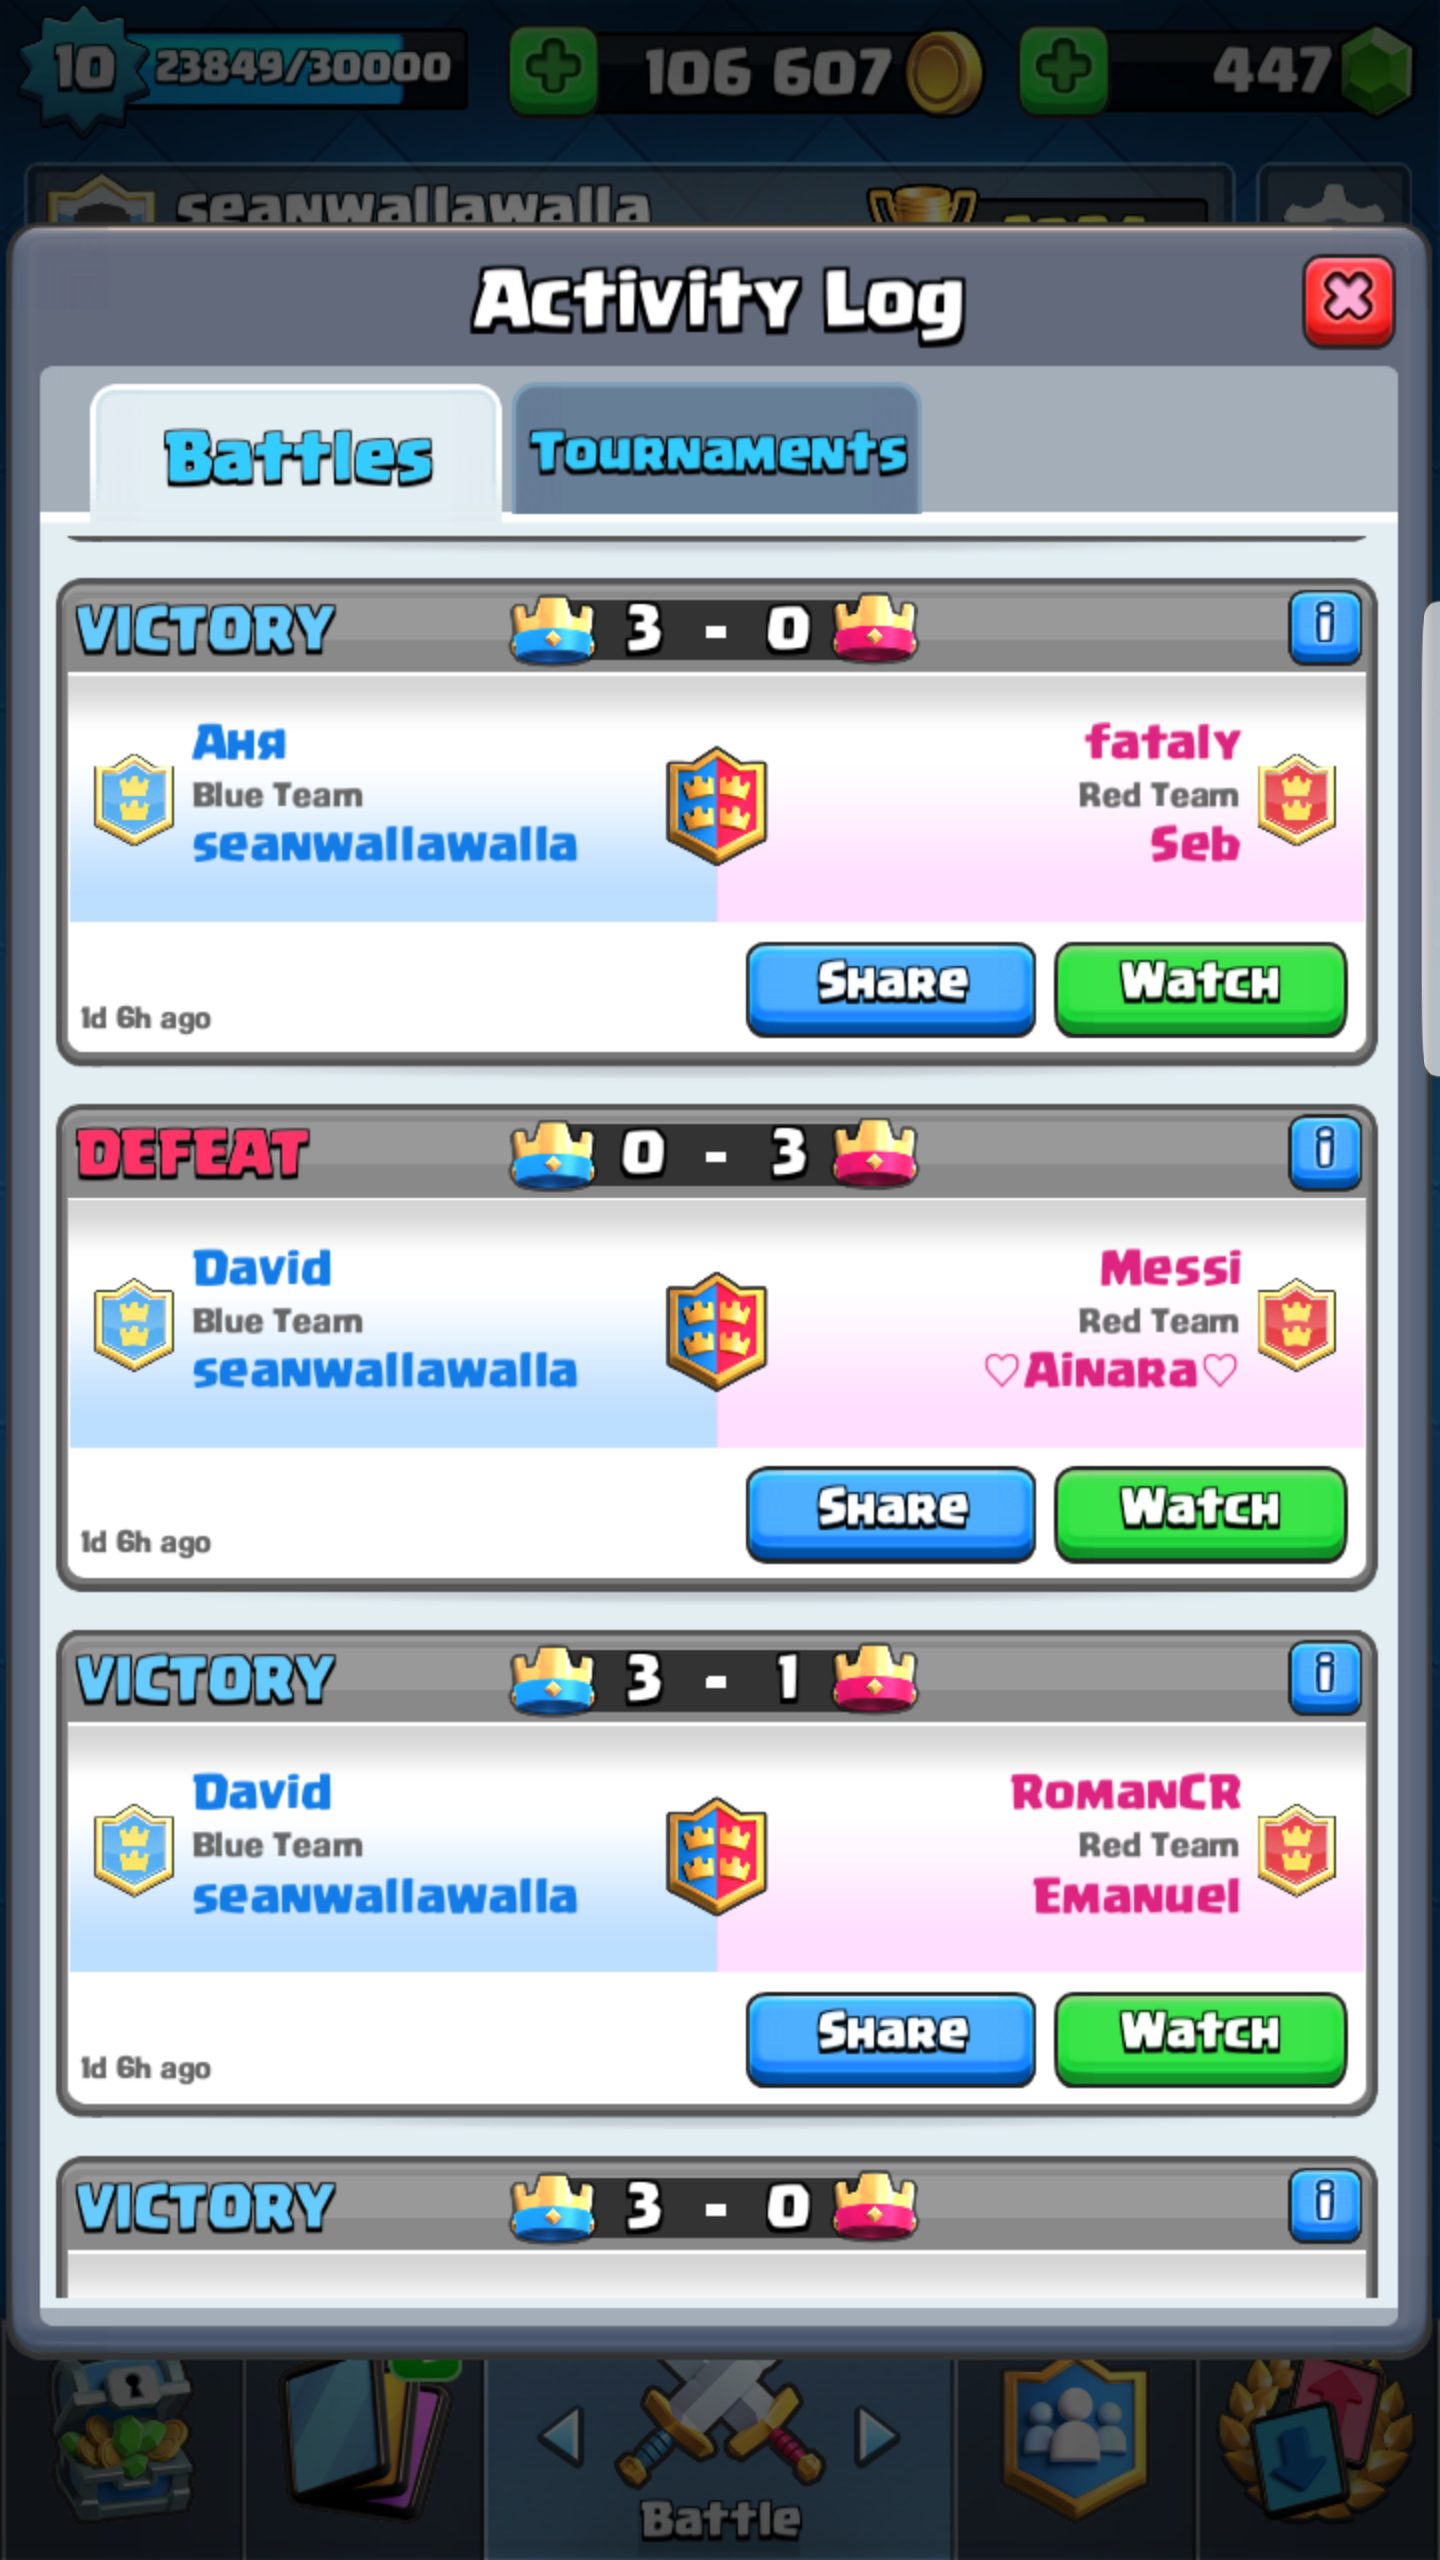 10 23849/30000 106 607 447
seanwallawalla
Activity Log
Battles Tournaments
VICTORY 3 - 0 i
Аня fataly
Blue Team Red Team
seanwallawalla Seb
1d 6h ago Share Watch
DEFEAT 0 - 3 i
David Messi
Blue Team Red Team
seanwallawalla ♡Ainara♡
1d 6h ago Share Watch
VICTORY 3 - 1 i
David RomanCR
Blue Team Red Team
seanwallawalla Emanuel
1d 6h ago Share Watch
VICTORY 3 - 0 i
Battle